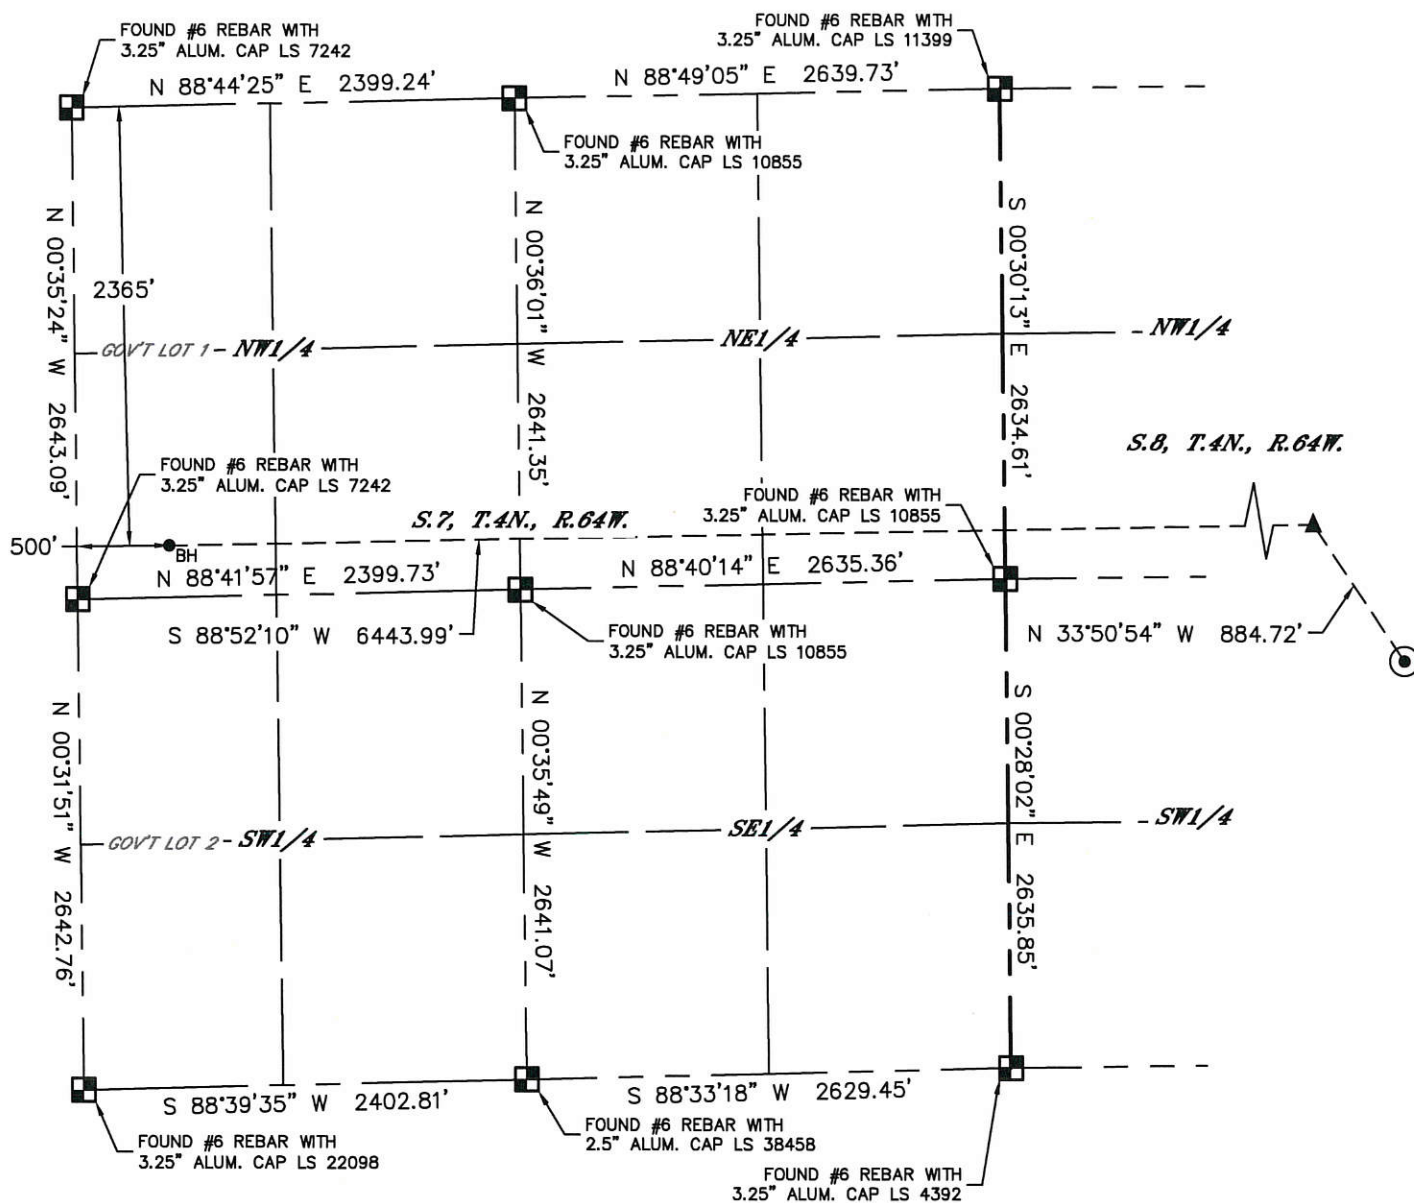 FOUND #6 REBAR WITH
3.25" ALUM. CAP LS 7242
FOUND #6 REBAR WITH
3.25" ALUM. CAP LS 11399
N 88°44'25" E 2399.24'
N 88°49'05" E 2639.73'
FOUND #6 REBAR WITH
3.25" ALUM. CAP LS 10855
N 00°35'24" W 2643.09'
2365'
N 00°36'01" W 2641.35'
S 00°30'13" E 2634.61'
GOV'T LOT 1
NW1/4
NE1/4
NW1/4
S.8, T.4N., R.64W.
FOUND #6 REBAR WITH
3.25" ALUM. CAP LS 7242
FOUND #6 REBAR WITH
3.25" ALUM. CAP LS 10855
S.7, T.4N., R.64W.
500'
BH
N 88°41'57" E 2399.73'
N 88°40'14" E 2635.36'
S 88°52'10" W 6443.99'
FOUND #6 REBAR WITH
3.25" ALUM. CAP LS 10855
N 33°50'54" W 884.72'
N 00°31'51" W 2642.76'
N 00°35'49" W 2641.07'
S 00°28'02" E 2635.85'
GOV'T LOT 2
SW1/4
SE1/4
SW1/4
S 88°39'35" W 2402.81'
S 88°33'18" W 2629.45'
FOUND #6 REBAR WITH
3.25" ALUM. CAP LS 22098
FOUND #6 REBAR WITH
2.5" ALUM. CAP LS 38458
FOUND #6 REBAR WITH
3.25" ALUM. CAP LS 4392